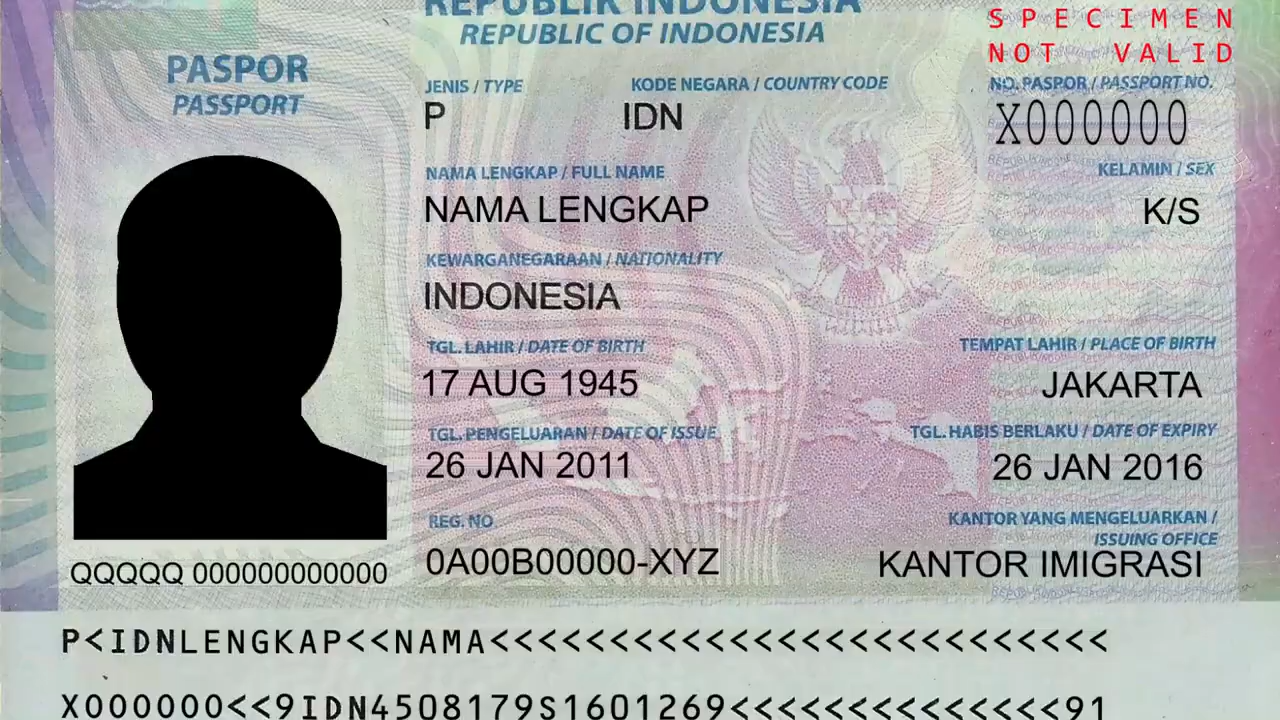 REPUBLIK INDONESIA
REPUBLIC OF INDONESIA
SPECIMEN
NOT VALID
PASPOR
PASSPORT
JENIS / TYPE
KODE NEGARA / COUNTRY CODE
NO. PASPOR / PASSPORT NO.
P
IDN
X000000
NAMA LENGKAP / FULL NAME
KELAMIN / SEX
NAMA LENGKAP
K/S
KEWARGANEGARAAN / NATIONALITY
INDONESIA
TGL. LAHIR / DATE OF BIRTH
TEMPAT LAHIR / PLACE OF BIRTH
17 AUG 1945
JAKARTA
TGL. PENGELUARAN / DATE OF ISSUE
TGL. HABIS BERLAKU / DATE OF EXPIRY
26 JAN 2011
26 JAN 2016
REG. NO
KANTOR YANG MENGELUARKAN /
ISSUING OFFICE
0A00B00000-XYZ
KANTOR IMIGRASI
QQQQQ 000000000000
P<IDNLENGKAP<<NAMA<<<<<<<<<<<<<<<<<<<<<<<<<<
X000000<<9IDN4508179S1601269<<<<<<<<<<<<<<91